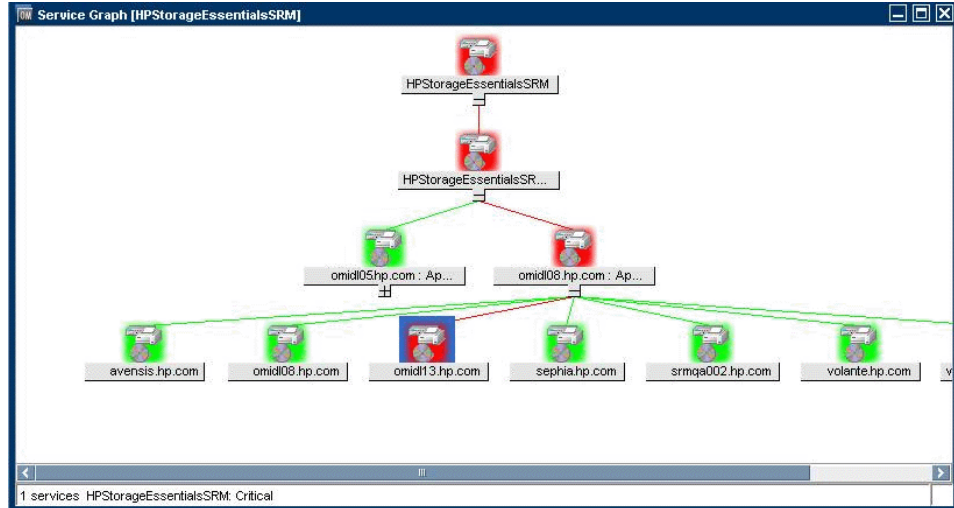 OM Service Graph [HPStorageEssentialsSRM]
HPStorageEssentialsSRM
HPStorageEssentialsSR...
omidl05.hp.com : Ap...
omidl08.hp.com : Ap...
avensis.hp.com
omidl08.hp.com
omidl13.hp.com
sephia.hp.com
srmqa002.hp.com
volante.hp.com
v
1 services HPStorageEssentialsSRM: Critical